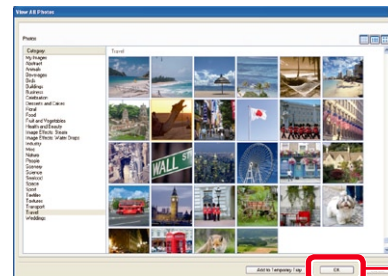 View All Photos
Photos
Category
Travel
My Images
Abstract
Animals
Beverages
Birds
Buildings
Business
Celebration
Desserts and Cakes
Floral
Food
Fruit and Vegetables
Health and Beauty
Image Effects: Steam
Image Effects: Water Drops
Industry
Misc
Nature
People
Scenery
Science
Seafood
Space
Sport
Textiles
Textures
Transport
Travel
Weddings
WALL ST
Add to Temporary Tray
OK